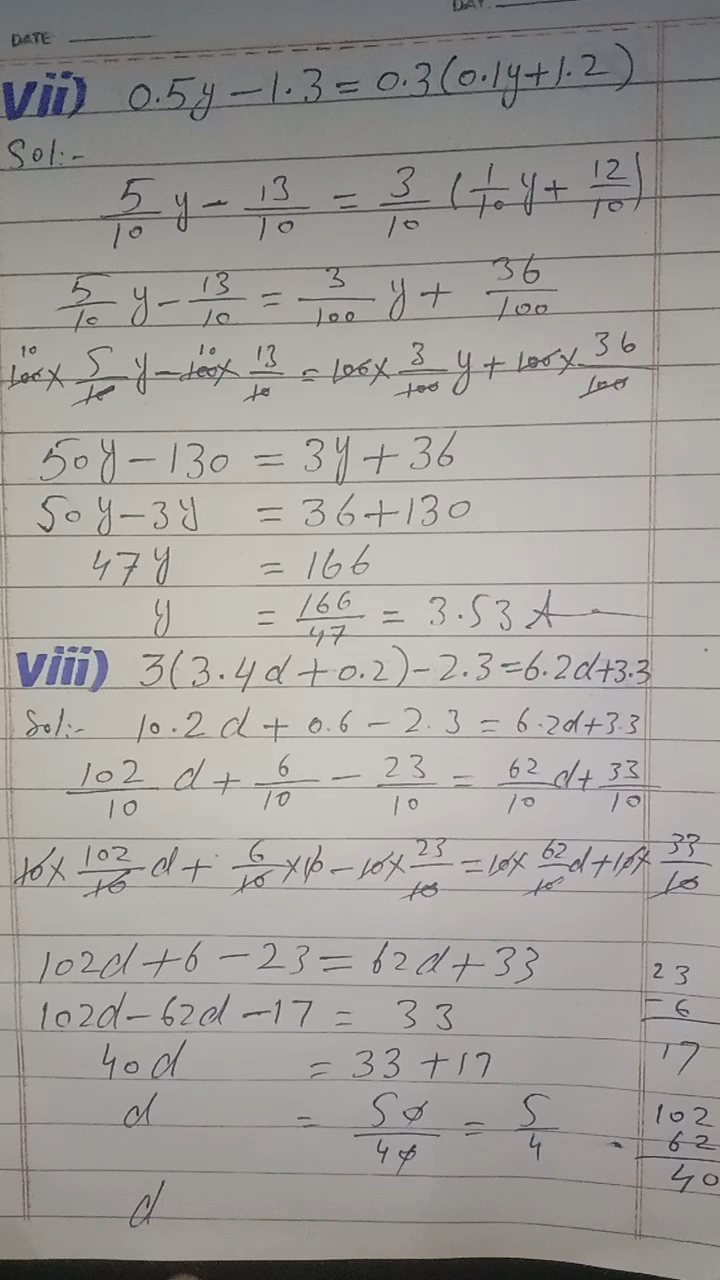 DAY
DATE
vii) 0.5y - 1.3 = 0.3(0.1y+1.2)
Sol:-
5/10 y - 13/10 = 3/10 (1/10 y + 12/10)
5/10 y - 13/10 = 3/100 y + 36/100
10 10
100 × 5/10 y - 100 × 13/10 = 100 × 3/100 y + 100 × 36/100
50y - 130 = 3y + 36
50y - 3y = 36+130
47y = 166
y = 166/47 = 3.53 A
viii) 3(3.4d + 0.2) - 2.3 = 6.2d+3.3
Sol:- 10.2d + 0.6 - 2.3 = 6.2d+3.3
102/10 d + 6/10 - 23/10 = 62/10 d + 33/10
10 × 102/10 d + 6/10 × 10 - 10 × 23/10 = 10 × 62/10 d + 10 × 33/10
102d + 6 - 23 = 62d + 33
23
102d - 62d - 17 = 33
- 6
40d = 33 + 17
17
d = 50/40 = 5/4
102
- 62
40
d